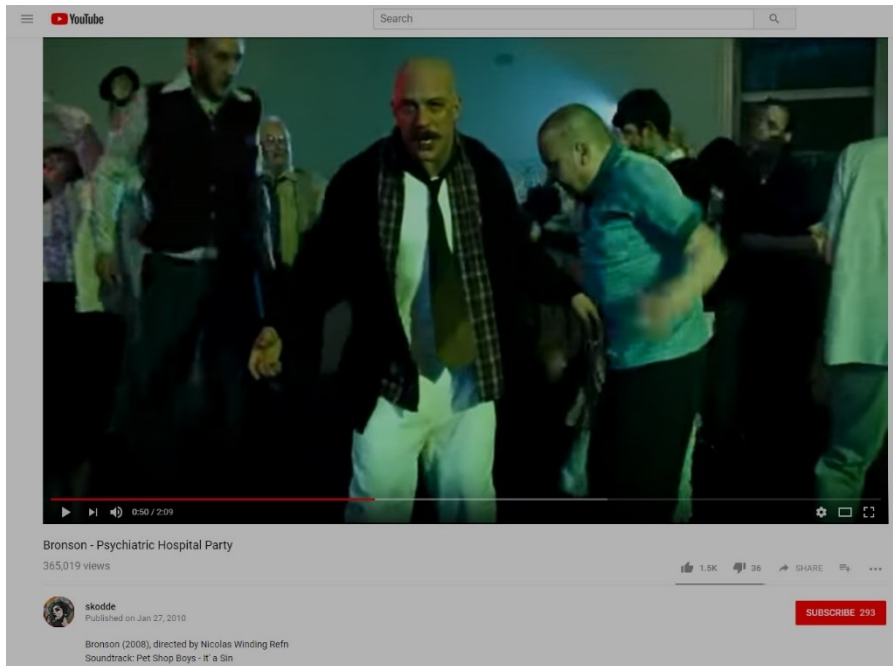 YouTube
Search
0:50 / 2:09
Bronson - Psychiatric Hospital Party
365,019 views
1.5K 36 SHARE
skodde
Published on Jan 27, 2010
SUBSCRIBE 293
Bronson (2008), directed by Nicolas Winding Refn
Soundtrack: Pet Shop Boys - It' a Sin